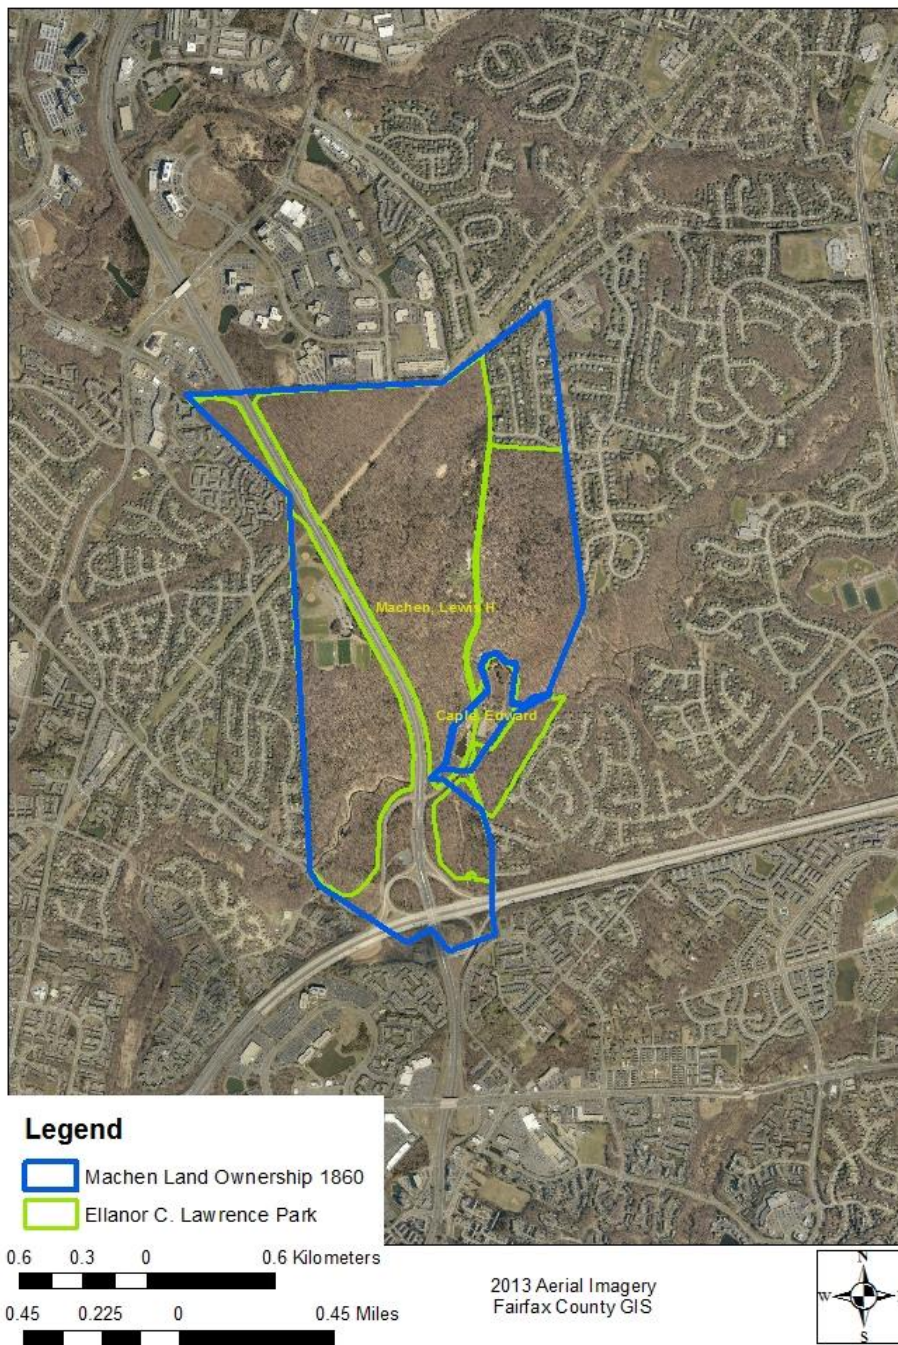 Machen, Lewis H.
Caple, Edward
Legend
Machen Land Ownership 1860
Ellanor C. Lawrence Park
0.6 0.3 0 0.6 Kilometers
0.45 0.225 0 0.45 Miles
2013 Aerial Imagery
Fairfax County GIS
N
W
S